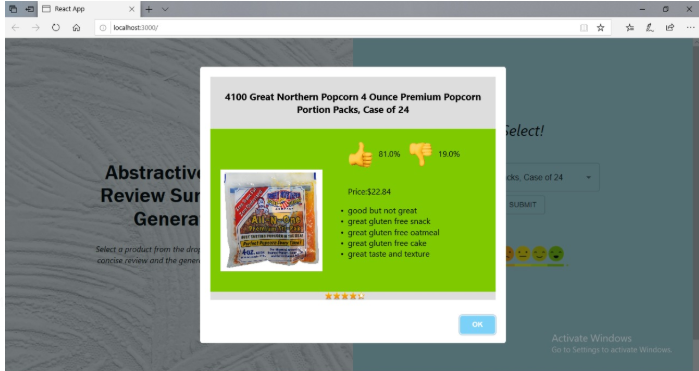 React App
localhost:3000/
4100 Great Northern Popcorn 4 Ounce Premium Popcorn
Portion Packs, Case of 24
81.0%
19.0%
Price:$22.84
• good but not great
• great gluten free snack
• great gluten free oatmeal
• great gluten free cake
• great taste and texture
4oz.
OK
Abstractive
Review Sur
Genera
Select a product from the drop
concise review and the gener
Select!
cks, Case of 24
SUBMIT
Activate Windows
Go to Settings to activate Windows.